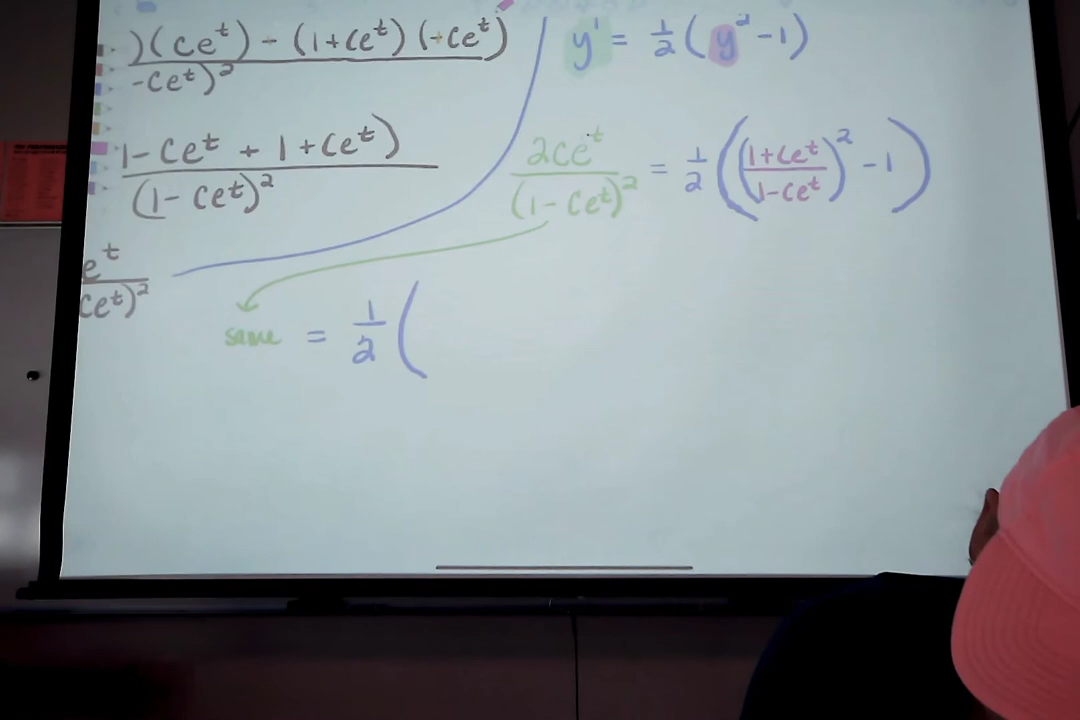 )(Ce^t) - (1+Ce^t)(-Ce^t)
-Ce^t)^2
1-Ce^t + 1+Ce^t)
(1-Ce^t)^2
e^t
Ce^t)^2
y' = 1/2 (y^2 -1)
2Ce^t/(1-Ce^t)^2 = 1/2 ((1+Ce^t/1-Ce^t)^2 -1)
same = 1/2 (